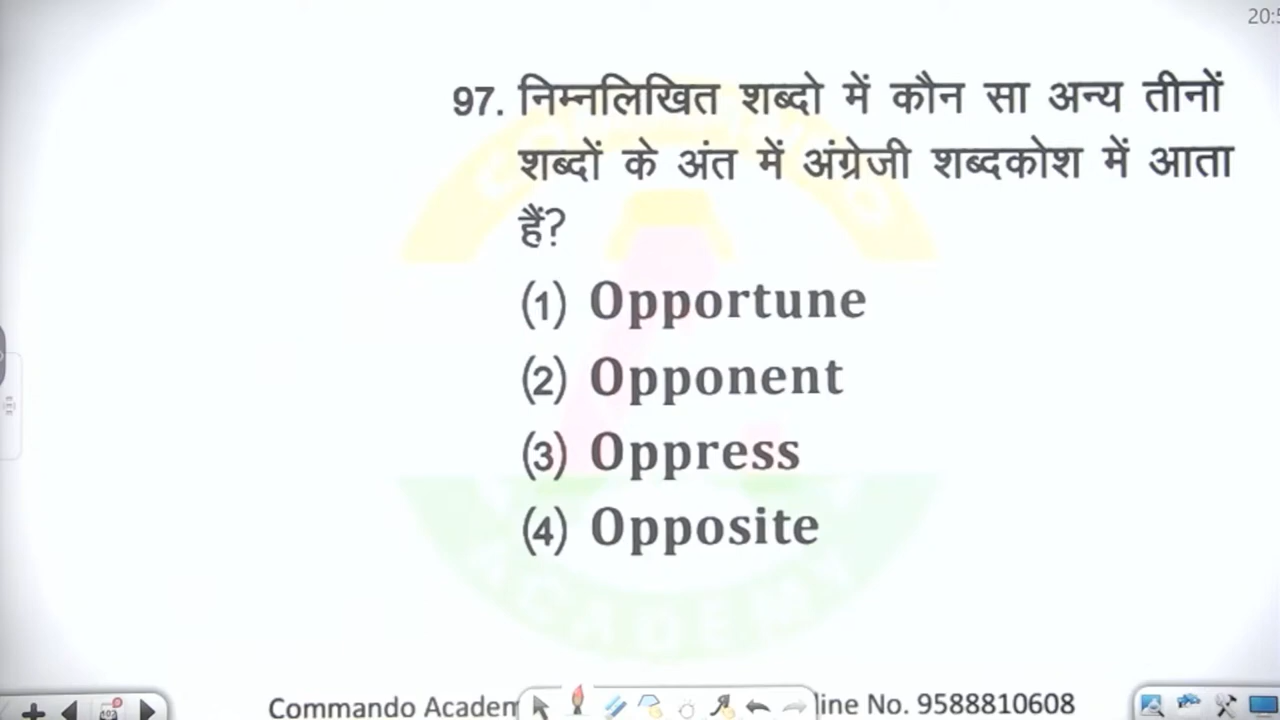 20:5
97. निम्नलिखित शब्दो में कौन सा अन्य तीनों
शब्दों के अंत में अंग्रेजी शब्दकोश में आता
हैं?
(1) Opportune
(2) Opponent
(3) Oppress
(4) Opposite
ACADEMY
Commando Academ
line No. 9588810608